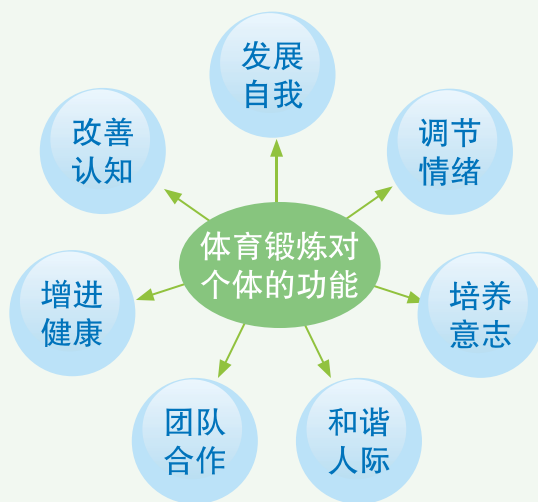 发展
自我
改善
认知
调节
情绪
体育锻炼对
个体的功能
增进
健康
培养
意志
团队
合作
和谐
人际